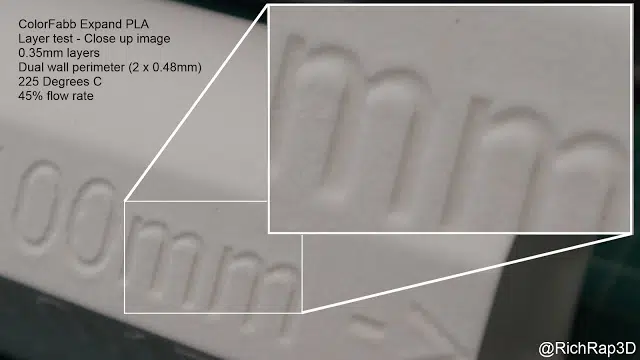 ColorFabb Expand PLA
Layer test - Close up image
0.35mm layers
Dual wall perimeter (2 x 0.48mm)
225 Degrees C
45% flow rate
mm
00mm ->
@RichRap3D